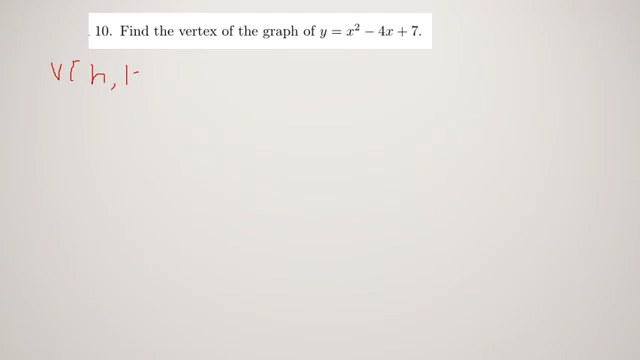 10. Find the vertex of the graph of y = x² − 4x + 7.
V( h,